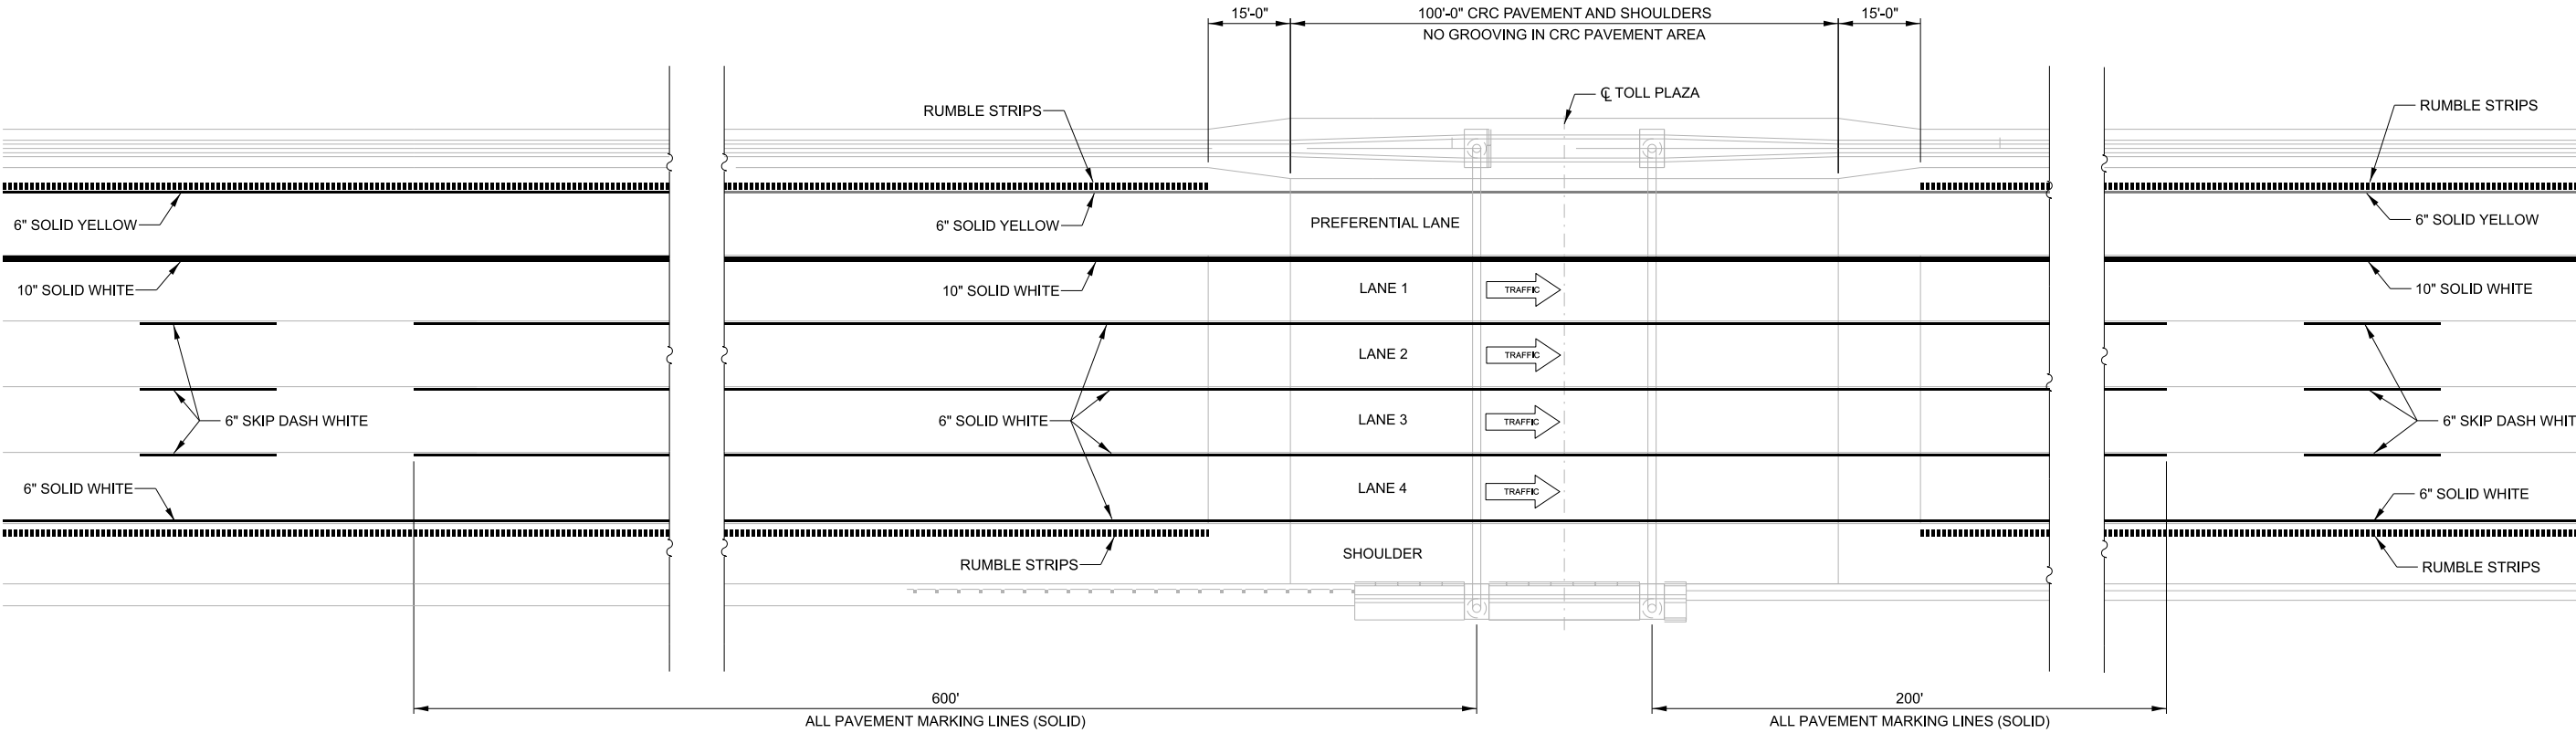 15'-0"
100'-0" CRC PAVEMENT AND SHOULDERS
15'-0"
NO GROOVING IN CRC PAVEMENT AREA
℄ TOLL PLAZA
RUMBLE STRIPS
RUMBLE STRIPS
6" SOLID YELLOW
6" SOLID YELLOW
PREFERENTIAL LANE
6" SOLID YELLOW
10" SOLID WHITE
10" SOLID WHITE
LANE 1
TRAFFIC
10" SOLID WHITE
LANE 2
TRAFFIC
6" SKIP DASH WHITE
6" SOLID WHITE
LANE 3
TRAFFIC
6" SKIP DASH WHIT
6" SOLID WHITE
LANE 4
TRAFFIC
6" SOLID WHITE
RUMBLE STRIPS
SHOULDER
RUMBLE STRIPS
600'
ALL PAVEMENT MARKING LINES (SOLID)
200'
ALL PAVEMENT MARKING LINES (SOLID)